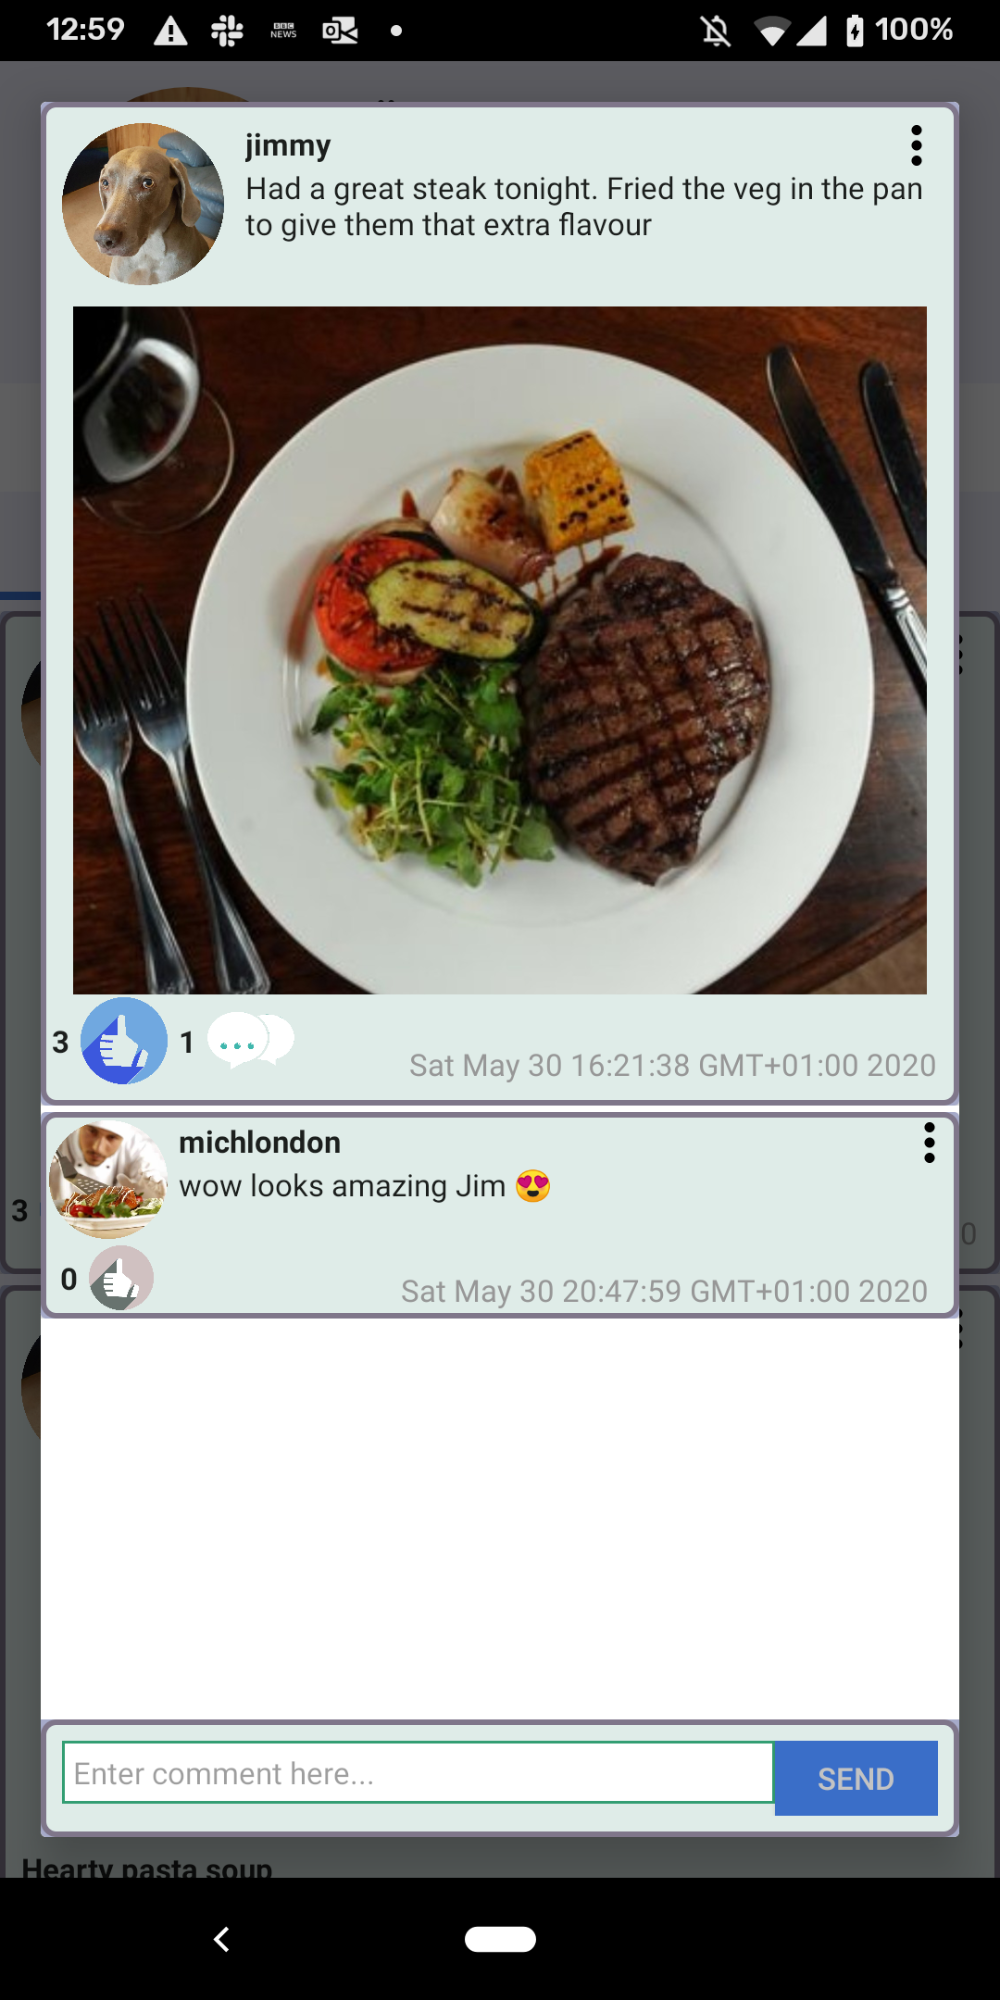 12:59
BBC
NEWS
100%
jimmy
Had a great steak tonight. Fried the veg in the pan
to give them that extra flavour
3
1
Sat May 30 16:21:38 GMT+01:00 2020
michlondon
wow looks amazing Jim 😍
3
0
0
Sat May 30 20:47:59 GMT+01:00 2020
Enter comment here...
SEND
Hearty pasta soup